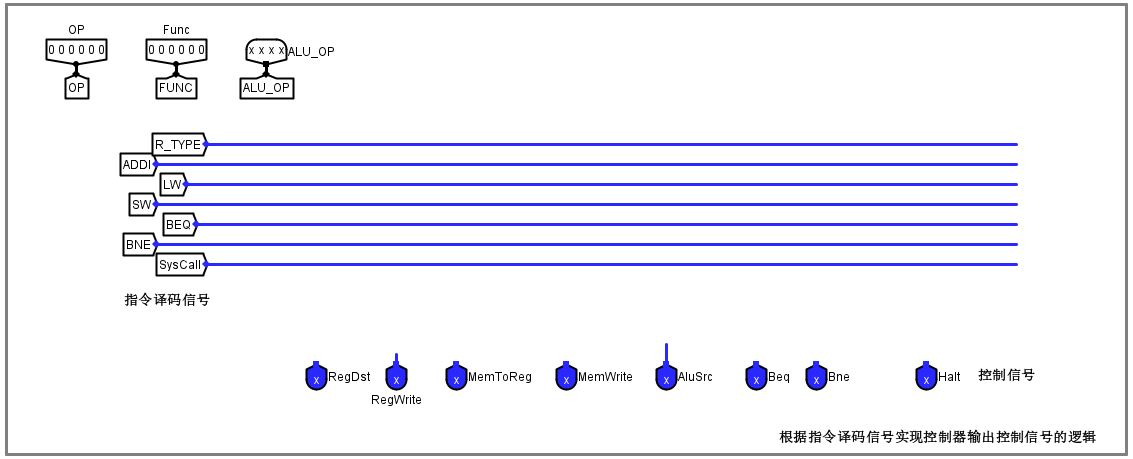 OP Func
000000 000000 xxxx ALU_OP
OP FUNC ALU_OP
R_TYPE
ADDI
LW
SW
BEQ
BNE
SysCall
指令译码信号
x RegDst x x MemToReg x MemWrite x AluSrc x Beq x Bne x Halt 控制信号
RegWrite
根据指令译码信号实现控制器输出控制信号的逻辑